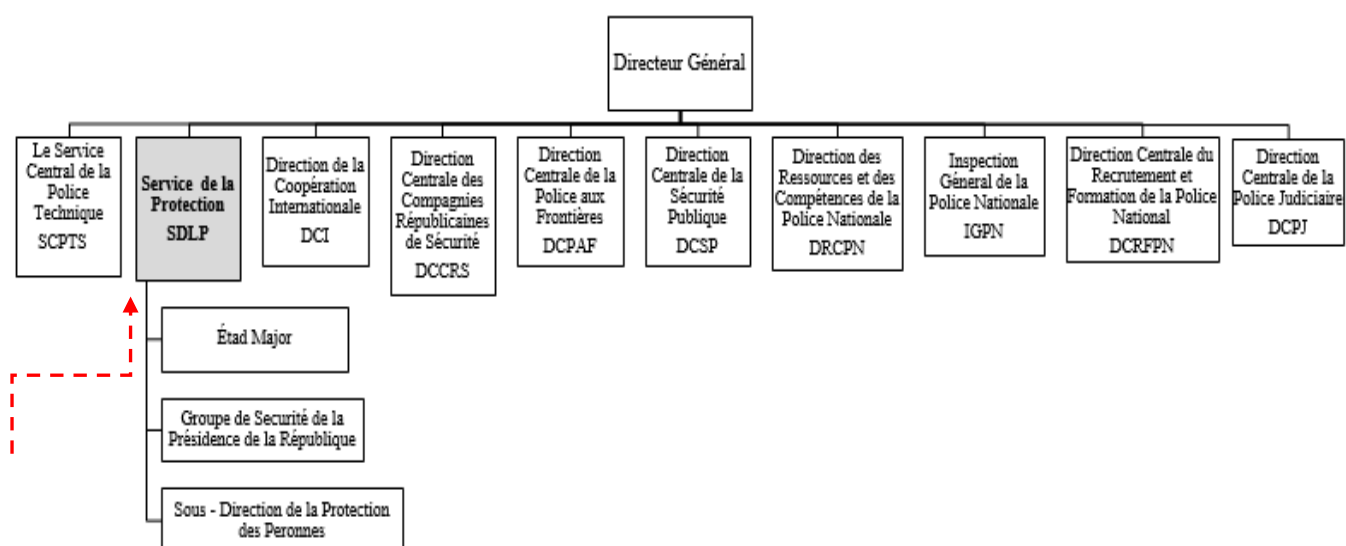 Directeur Général
Le Service
Central de la
Police
Technique
SCPTS
Service de la
Protection
SDLP
Direction de la
Coopération
Internationale
DCI
Direction
Centrale des
Compagnies
Républicaines
de Sécurité
DCCRS
Direction
Centrale de la
Police aux
Frontières
DCPAF
Direction
Centrale de la
Sécurité
Publique
DCSP
Direction des
Ressources et des
Compétences de la
Police Nationale
DRCPN
Inspection
Général de la
Police Nationale
IGPN
Direction Centrale du
Recrutement et
Formation de la Police
National
DCRFPN
Direction
Centrale de la
Police Judiciaire
DCPJ
Étad Major
Groupe de Securité de la
Présidence de la République
Sous - Direction de la Protection
des Peronnes